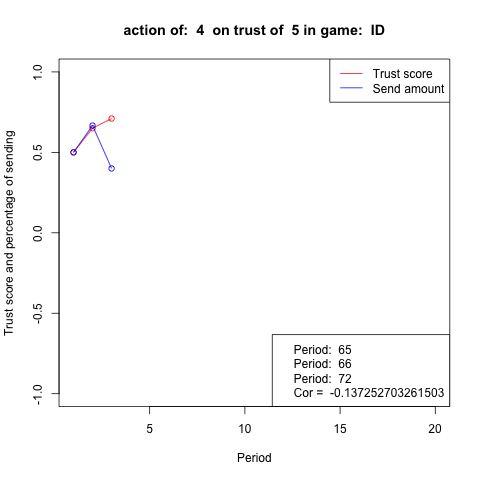 action of:  4  on trust of  5 in game:  ID
Trust score
Send amount
Trust score and percentage of sending
1.0
0.5
0.0
-0.5
-1.0
Period:  65
Period:  66
Period:  72
Cor =  -0.137252703261503
5 10 15 20
Period